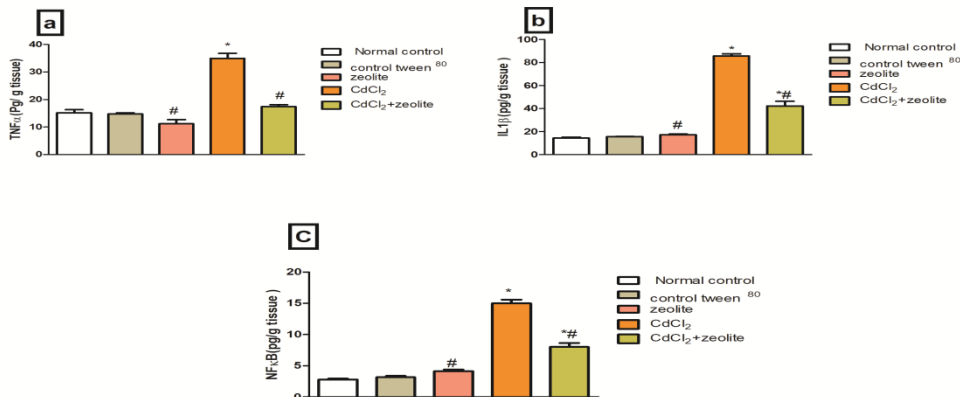 a
TNFα(Pg/g tissue)
40
30
20
10
0
#
*
#
Normal control
control tween 80
zeolite
CdCl2
CdCl2+zeolite
b
IL1β(pg/g tissue)
100
80
60
40
20
0
#
*
*#
Normal control
control tween 80
zeolite
CdCl2
CdCl2+zeolite
C
NFκB(pg/g tissue )
20
15
10
5
0
#
*
*#
Normal control
control tween 80
zeolite
CdCl2
CdCl2+zeolite